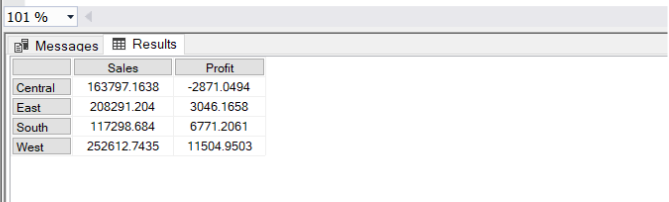 101 %
Messages Results
Sales Profit
Central 163797.1638 -2871.0494
East 208291.204 3046.1658
South 117298.684 6771.2061
West 252612.7435 11504.9503